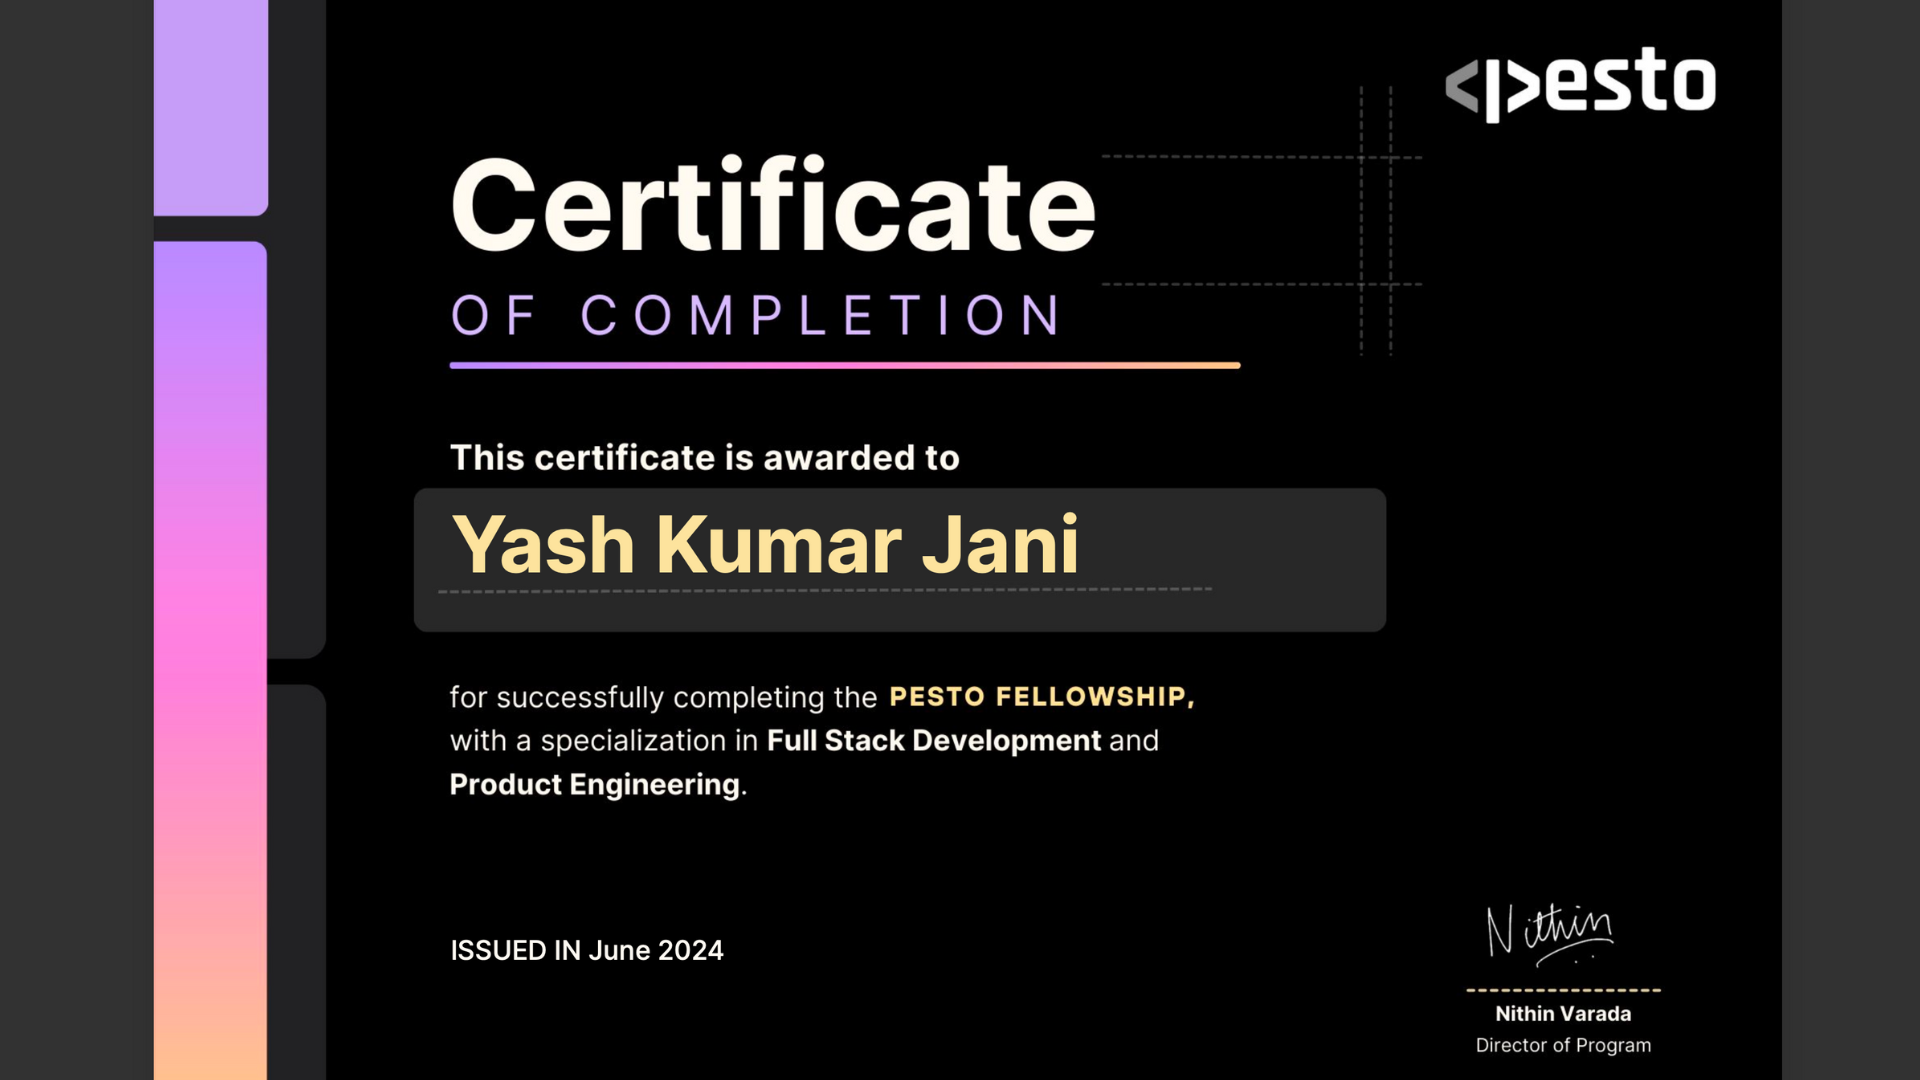 <pesto
Certificate
OF COMPLETION
This certificate is awarded to
Yash Kumar Jani
for successfully completing the PESTO FELLOWSHIP,
with a specialization in Full Stack Development and
Product Engineering.
ISSUED IN June 2024
Nithin
Nithin Varada
Director of Program